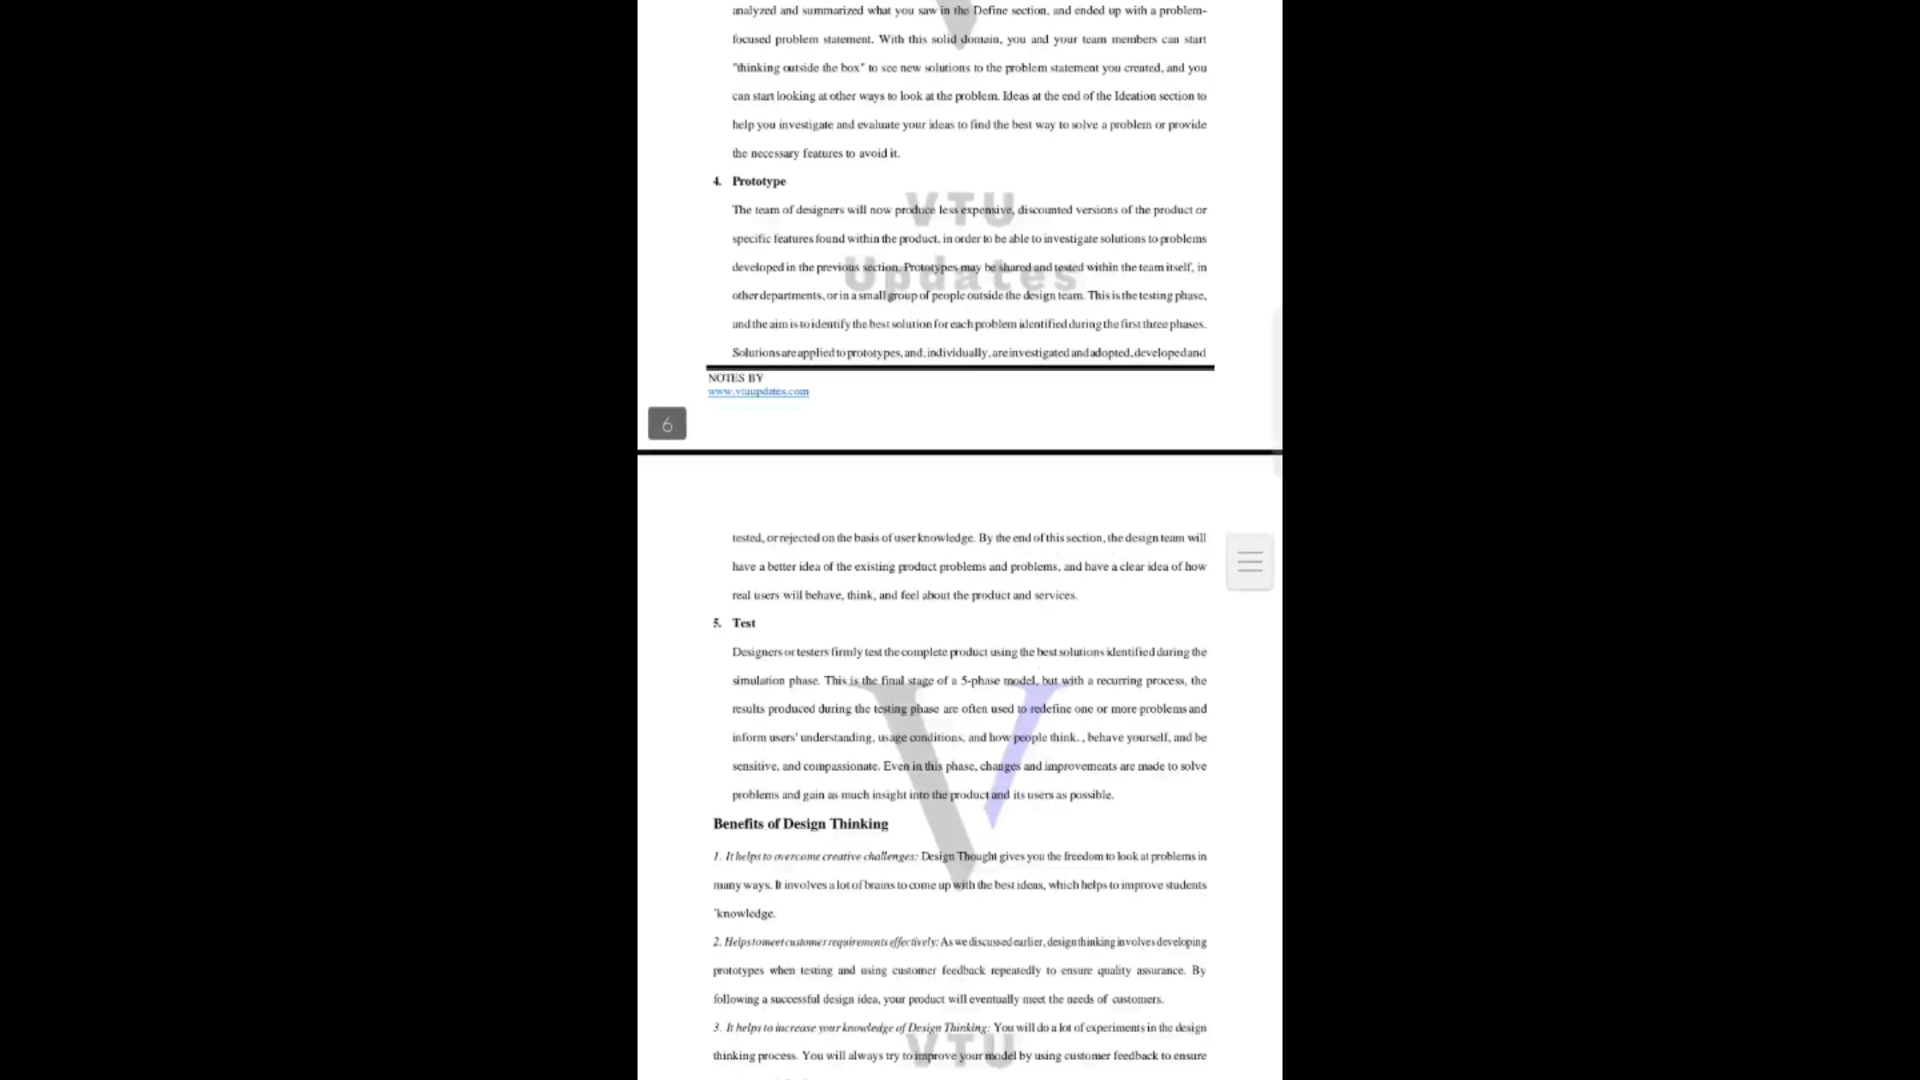 analyzed and summarized what you saw in the Define section, and ended up with a problem-
focused problem statement. With this solid domain, you and your team members can start
"thinking outside the box" to see new solutions to the problem statement you created, and you
can start looking at other ways to look at the problem. Ideas at the end of the Ideation section to
help you investigate and evaluate your ideas to find the best way to solve a problem or provide
the necessary features to avoid it.
4. Prototype
The team of designers will now produce less expensive, discounted versions of the product or
specific features found within the product, in order to be able to investigate solutions to problems
developed in the previous section. Prototypes may be shared and tested within the team itself, in
other departments, or in a small group of people outside the design team. This is the testing phase,
and the aim is to identify the best solution for each problem identified during the first three phases.
Solutions are applied to prototypes, and, individually, are investigated and adopted, developed and
VTU
Updates
NOTES BY
www.vtuupdates.com
6
tested, or rejected on the basis of user knowledge. By the end of this section, the design team will
have a better idea of the existing product problems and problems, and have a clear idea of how
real users will behave, think, and feel about the product and services.
5. Test
Designers or testers firmly test the complete product using the best solutions identified during the
simulation phase. This is the final stage of a 5-phase model, but with a recurring process, the
results produced during the testing phase are often used to redefine one or more problems and
inform users' understanding, usage conditions, and how people think. , behave yourself, and be
sensitive, and compassionate. Even in this phase, changes and improvements are made to solve
problems and gain as much insight into the product and its users as possible.
Benefits of Design Thinking
1. It helps to overcome creative challenges: Design Thought gives you the freedom to look at problems in
many ways. It involves a lot of brains to come up with the best ideas, which helps to improve students
'knowledge.
2. Helps to meet customer requirements effectively: As we discussed earlier, design thinking involves developing
prototypes when testing and using customer feedback repeatedly to ensure quality assurance. By
following a successful design idea, your product will eventually meet the needs of customers.
3. It helps to increase your knowledge of Design Thinking: You will do a lot of experiments in the design
thinking process. You will always try to improve your model by using customer feedback to ensure
VTU